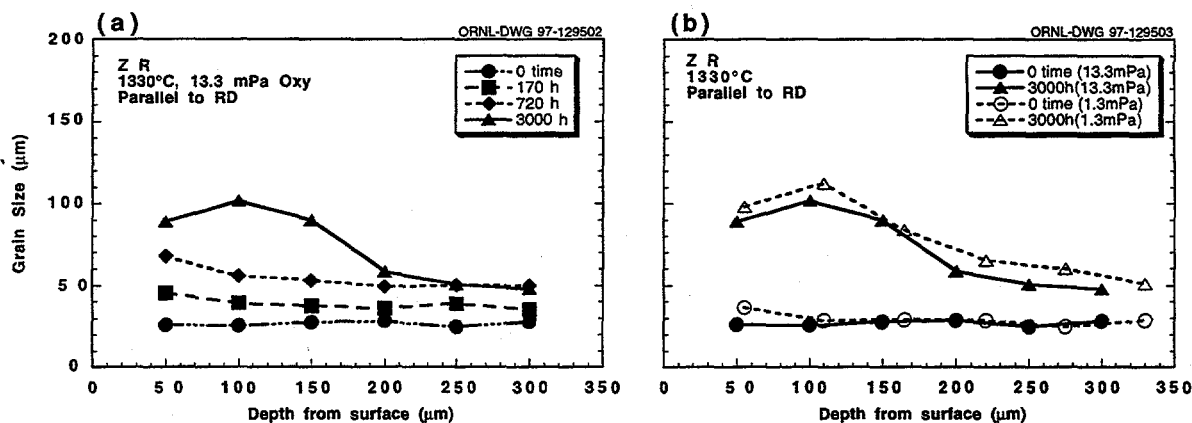 (a)
ORNL-DWG 97-129502
200
150
100
50
0
Grain Size (μm)
Z R
1330°C, 13.3 mPa Oxy
Parallel to RD
0 time
170 h
720 h
3000 h
0 50 100 150 200 250 300 350
Depth from surface (μm)
(b)
ORNL-DWG 97-129503
Z R
1330°C
Parallel to RD
0 time (13.3mPa)
3000h(13.3mPa)
0 time (1.3mPa)
3000h(1.3mPa)
0 50 100 150 200 250 300 350
Depth from surface (μm)